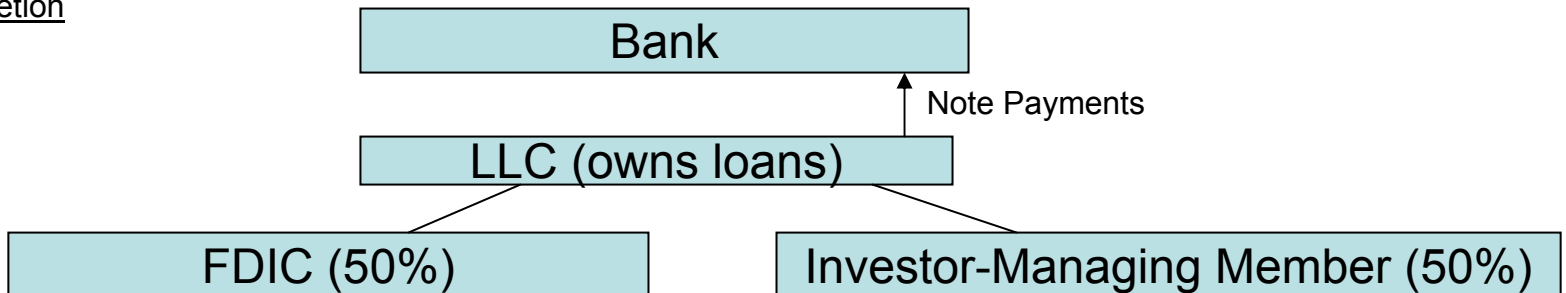 Bank
Note Payments
LLC (owns loans)
FDIC (50%)
Investor-Managing Member (50%)